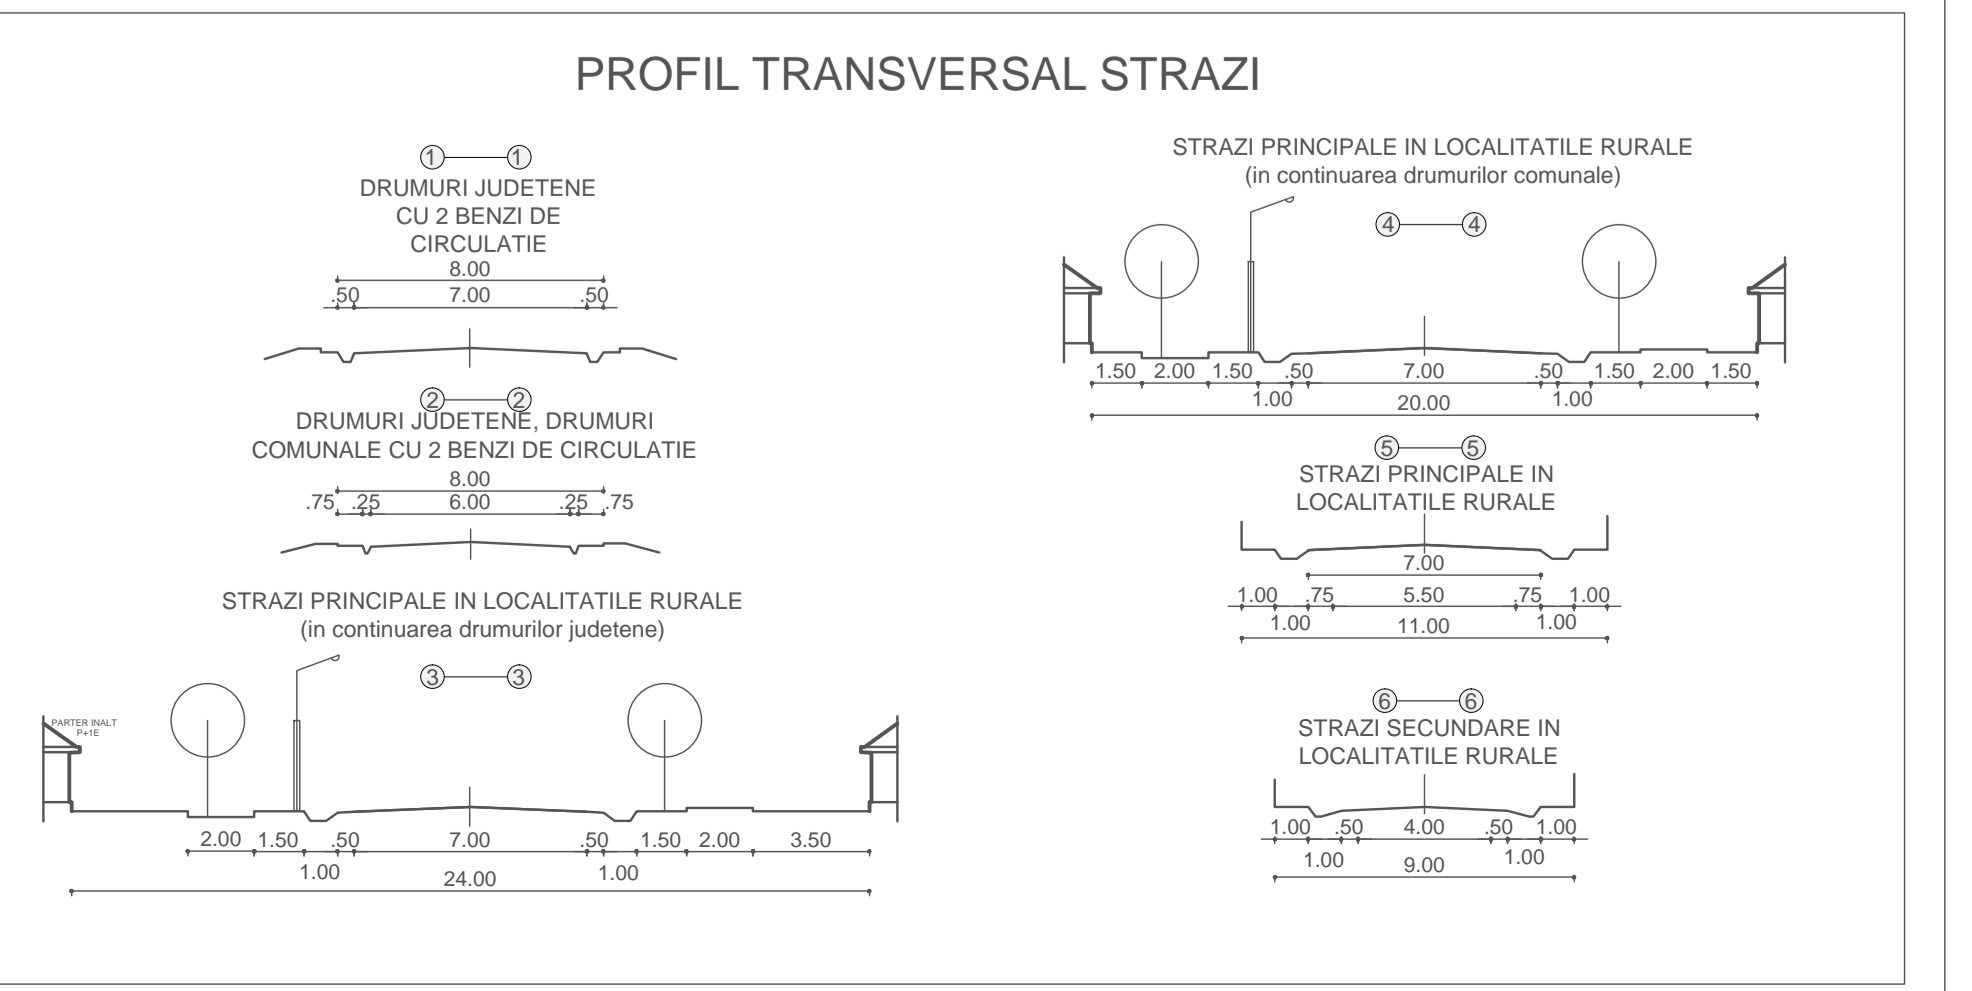 PROFIL TRANSVERSAL STRAZI
1 1
DRUMURI JUDETENE
CU 2 BENZI DE
CIRCULATIE
8.00
.50 7.00 .50
2 2
DRUMURI JUDETENE, DRUMURI
COMUNALE CU 2 BENZI DE CIRCULATIE
8.00
.75 .25 6.00 .25 .75
STRAZI PRINCIPALE IN LOCALITATILE RURALE
(in continuarea drumurilor judetene)
3 3
PARTER INALT
P+1E
2.00 1.50 .50 7.00 .50 1.50 2.00 3.50
1.00 24.00 1.00
STRAZI PRINCIPALE IN LOCALITATILE RURALE
(in continuarea drumurilor comunale)
4 4
1.50 2.00 1.50 .50 7.00 .50 1.50 2.00 1.50
1.00 20.00 1.00
5 5
STRAZI PRINCIPALE IN
LOCALITATILE RURALE
7.00
1.00 .75 5.50 .75 1.00
1.00 11.00 1.00
6 6
STRAZI SECUNDARE IN
LOCALITATILE RURALE
1.00 .50 4.00 .50 1.00
1.00 9.00 1.00